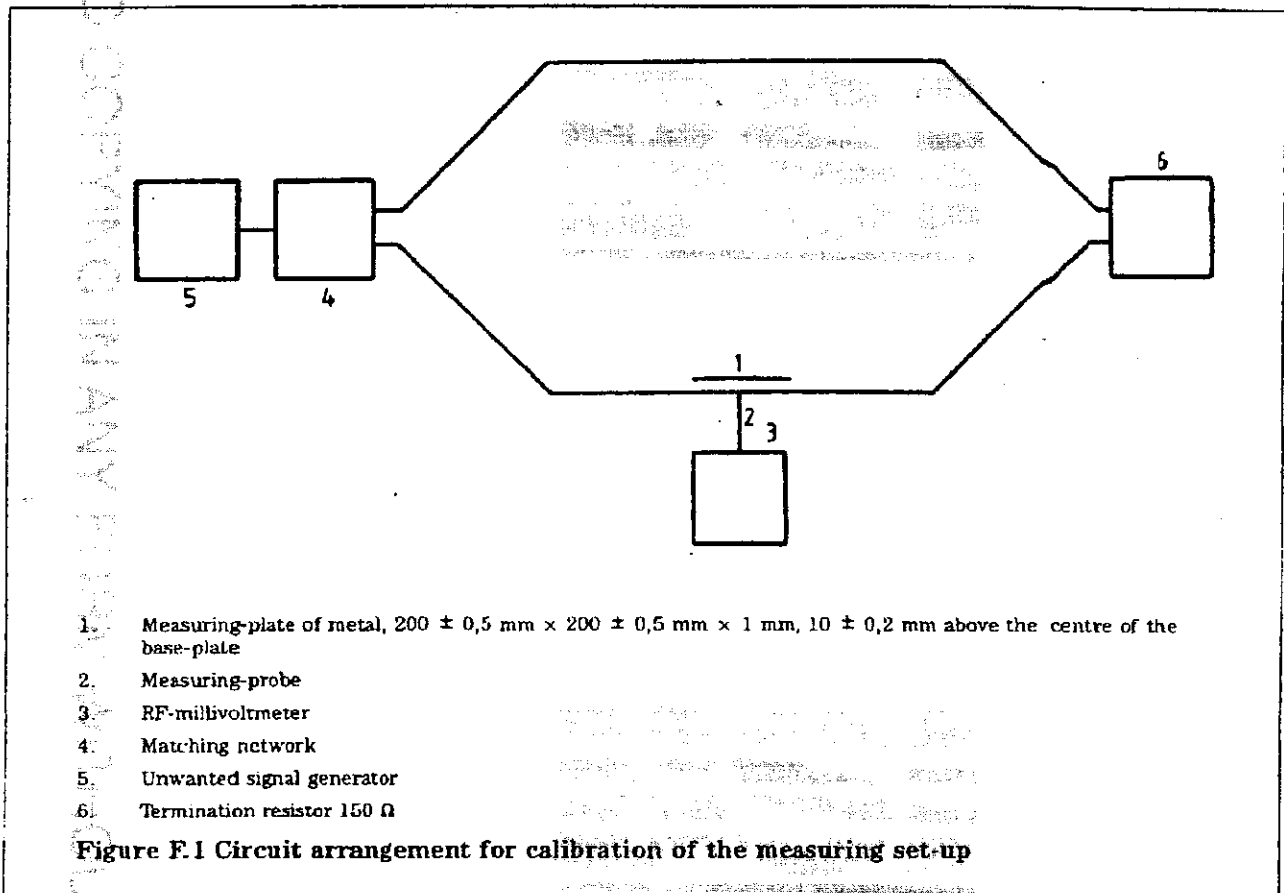 6
5
4
1
2
3
1. Measuring-plate of metal, 200 ± 0,5 mm × 200 ± 0,5 mm × 1 mm, 10 ± 0,2 mm above the centre of the
base-plate
2. Measuring-probe
3. RF-millivoltmeter
4. Matching network
5. Unwanted signal generator
6. Termination resistor 150 Ω
Figure F.1 Circuit arrangement for calibration of the measuring set-up